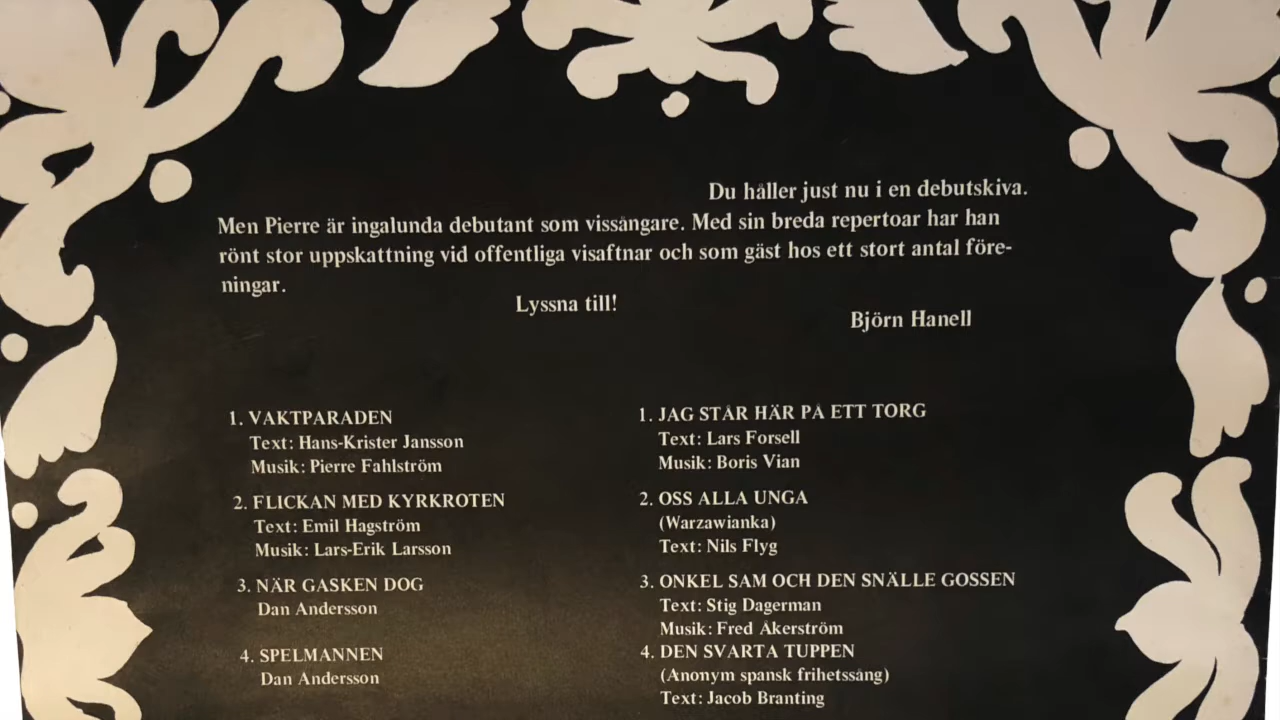 Du håller just nu i en debutskiva.
Men Pierre är ingalunda debutant som vissångare. Med sin breda repertoar har han
rönt stor uppskattning vid offentliga visaftnar och som gäst hos ett stort antal före-
ningar.
Lyssna till!
Björn Hanell
1. VAKTPARADEN
Text: Hans-Krister Jansson
Musik: Pierre Fahlström
2. FLICKAN MED KYRKROTEN
Text: Emil Hagström
Musik: Lars-Erik Larsson
3. NÄR GASKEN DOG
Dan Andersson
4. SPELMANNEN
Dan Andersson
1. JAG STÅR HÄR PÅ ETT TORG
Text: Lars Forsell
Musik: Boris Vian
2. OSS ALLA UNGA
(Warzawianka)
Text: Nils Flyg
3. ONKEL SAM OCH DEN SNÄLLE GOSSEN
Text: Stig Dagerman
Musik: Fred Åkerström
4. DEN SVARTA TUPPEN
(Anonym spansk frihetssång)
Text: Jacob Branting